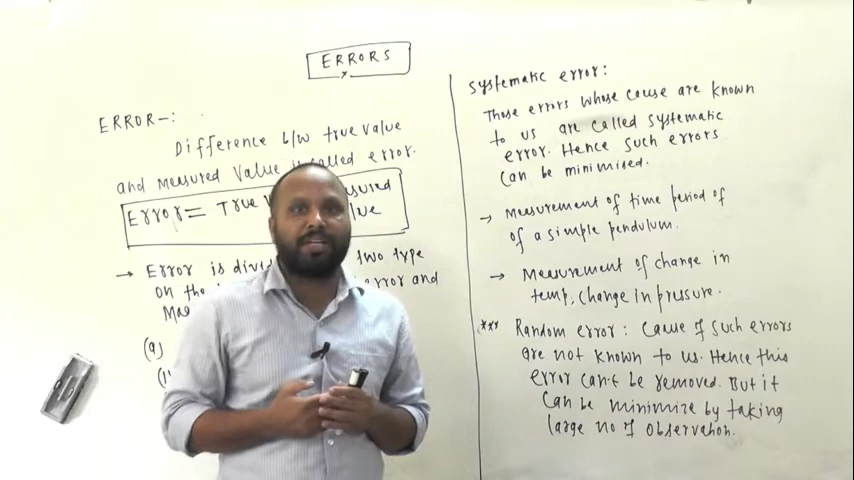 ERRORS
ERROR-:
Difference b/w true value
and measured value is called error.
Error = True
Error is divi two type
on the error and
(a)
Systematic error:
Those errors whose cause are known
to us are called systematic
error. Hence such errors
can be minimised.
→ Measurement of time period of
of a simple pendulum.
→ Measurement of change in
temp, change in pressure.
*** Random error: Cause of such errors
are not known to us. Hence this
error can't be removed. But it
can be minimize by taking
large no of observation.